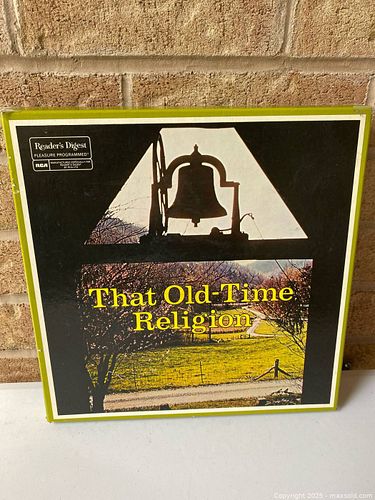 Reader's Digest
PLEASURE PROGRAMMED®
RCA
That Old-Time
Religion
Copyright 2025 - maxsold.com